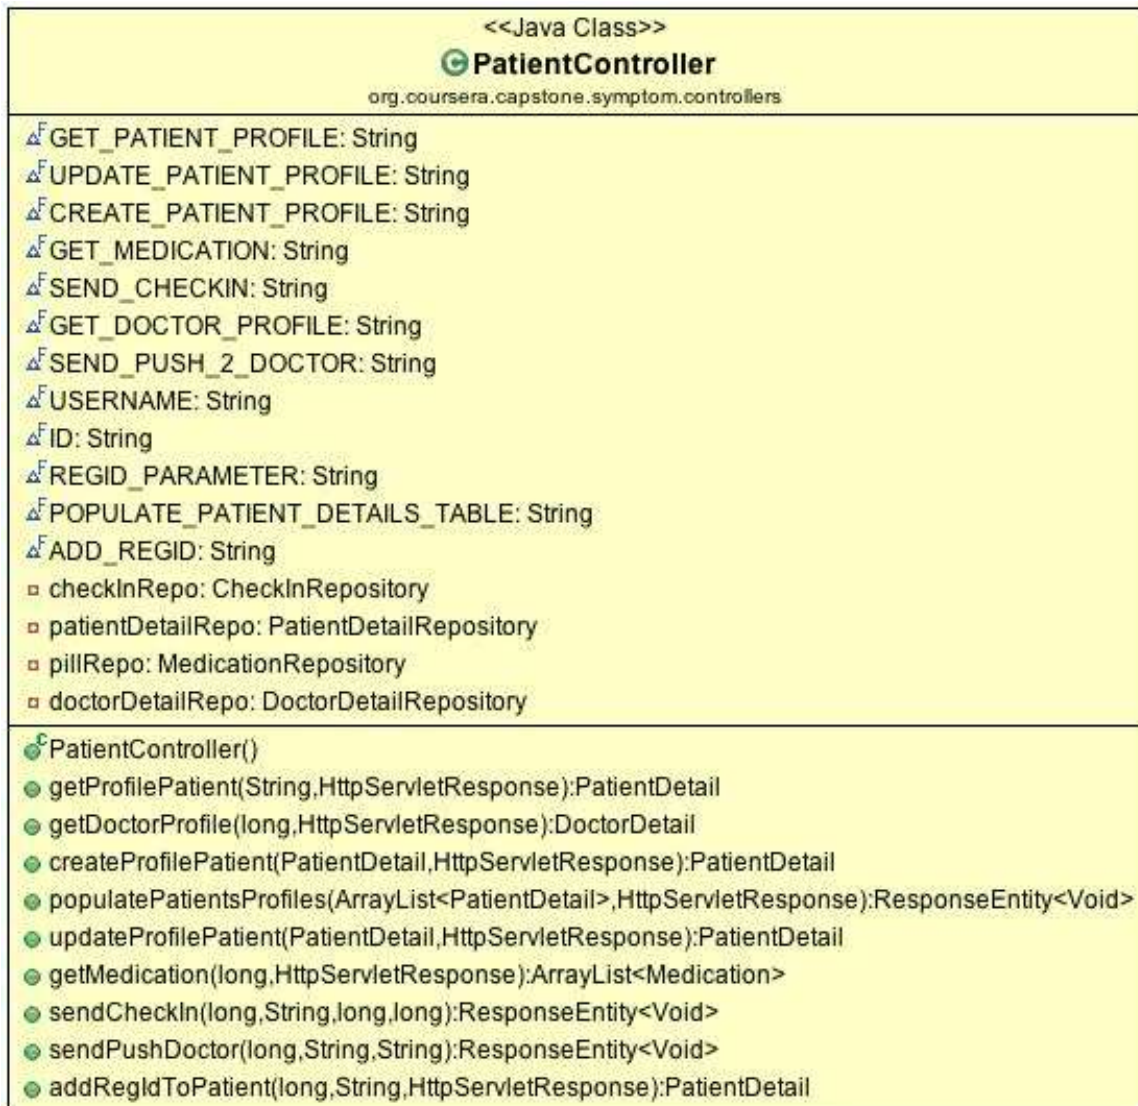 <<Java Class>>
PatientController
org.coursera.capstone.symptom.controllers
GET_PATIENT_PROFILE: String
UPDATE_PATIENT_PROFILE: String
CREATE_PATIENT_PROFILE: String
GET_MEDICATION: String
SEND_CHECKIN: String
GET_DOCTOR_PROFILE: String
SEND_PUSH_2_DOCTOR: String
USERNAME: String
ID: String
REGID_PARAMETER: String
POPULATE_PATIENT_DETAILS_TABLE: String
ADD_REGID: String
checkInRepo: CheckInRepository
patientDetailRepo: PatientDetailRepository
pillRepo: MedicationRepository
doctorDetailRepo: DoctorDetailRepository
PatientController()
getProfilePatient(String,HttpServletResponse):PatientDetail
getDoctorProfile(long,HttpServletResponse):DoctorDetail
createProfilePatient(PatientDetail,HttpServletResponse):PatientDetail
populatePatientsProfiles(ArrayList<PatientDetail>,HttpServletResponse):ResponseEntity<Void>
updateProfilePatient(PatientDetail,HttpServletResponse):PatientDetail
getMedication(long,HttpServletResponse):ArrayList<Medication>
sendCheckIn(long,String,long,long):ResponseEntity<Void>
sendPushDoctor(long,String,String):ResponseEntity<Void>
addRegIdToPatient(long,String,HttpServletResponse):PatientDetail